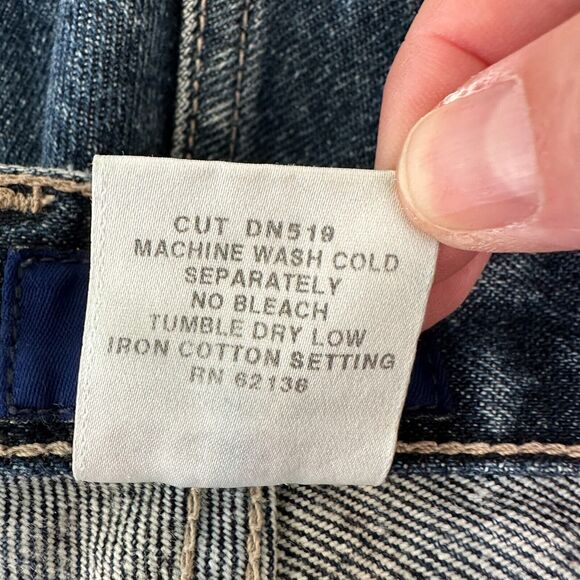 CUT DN519
MACHINE WASH COLD
SEPARATELY
NO BLEACH
TUMBLE DRY LOW
IRON COTTON SETTING
RN 62136